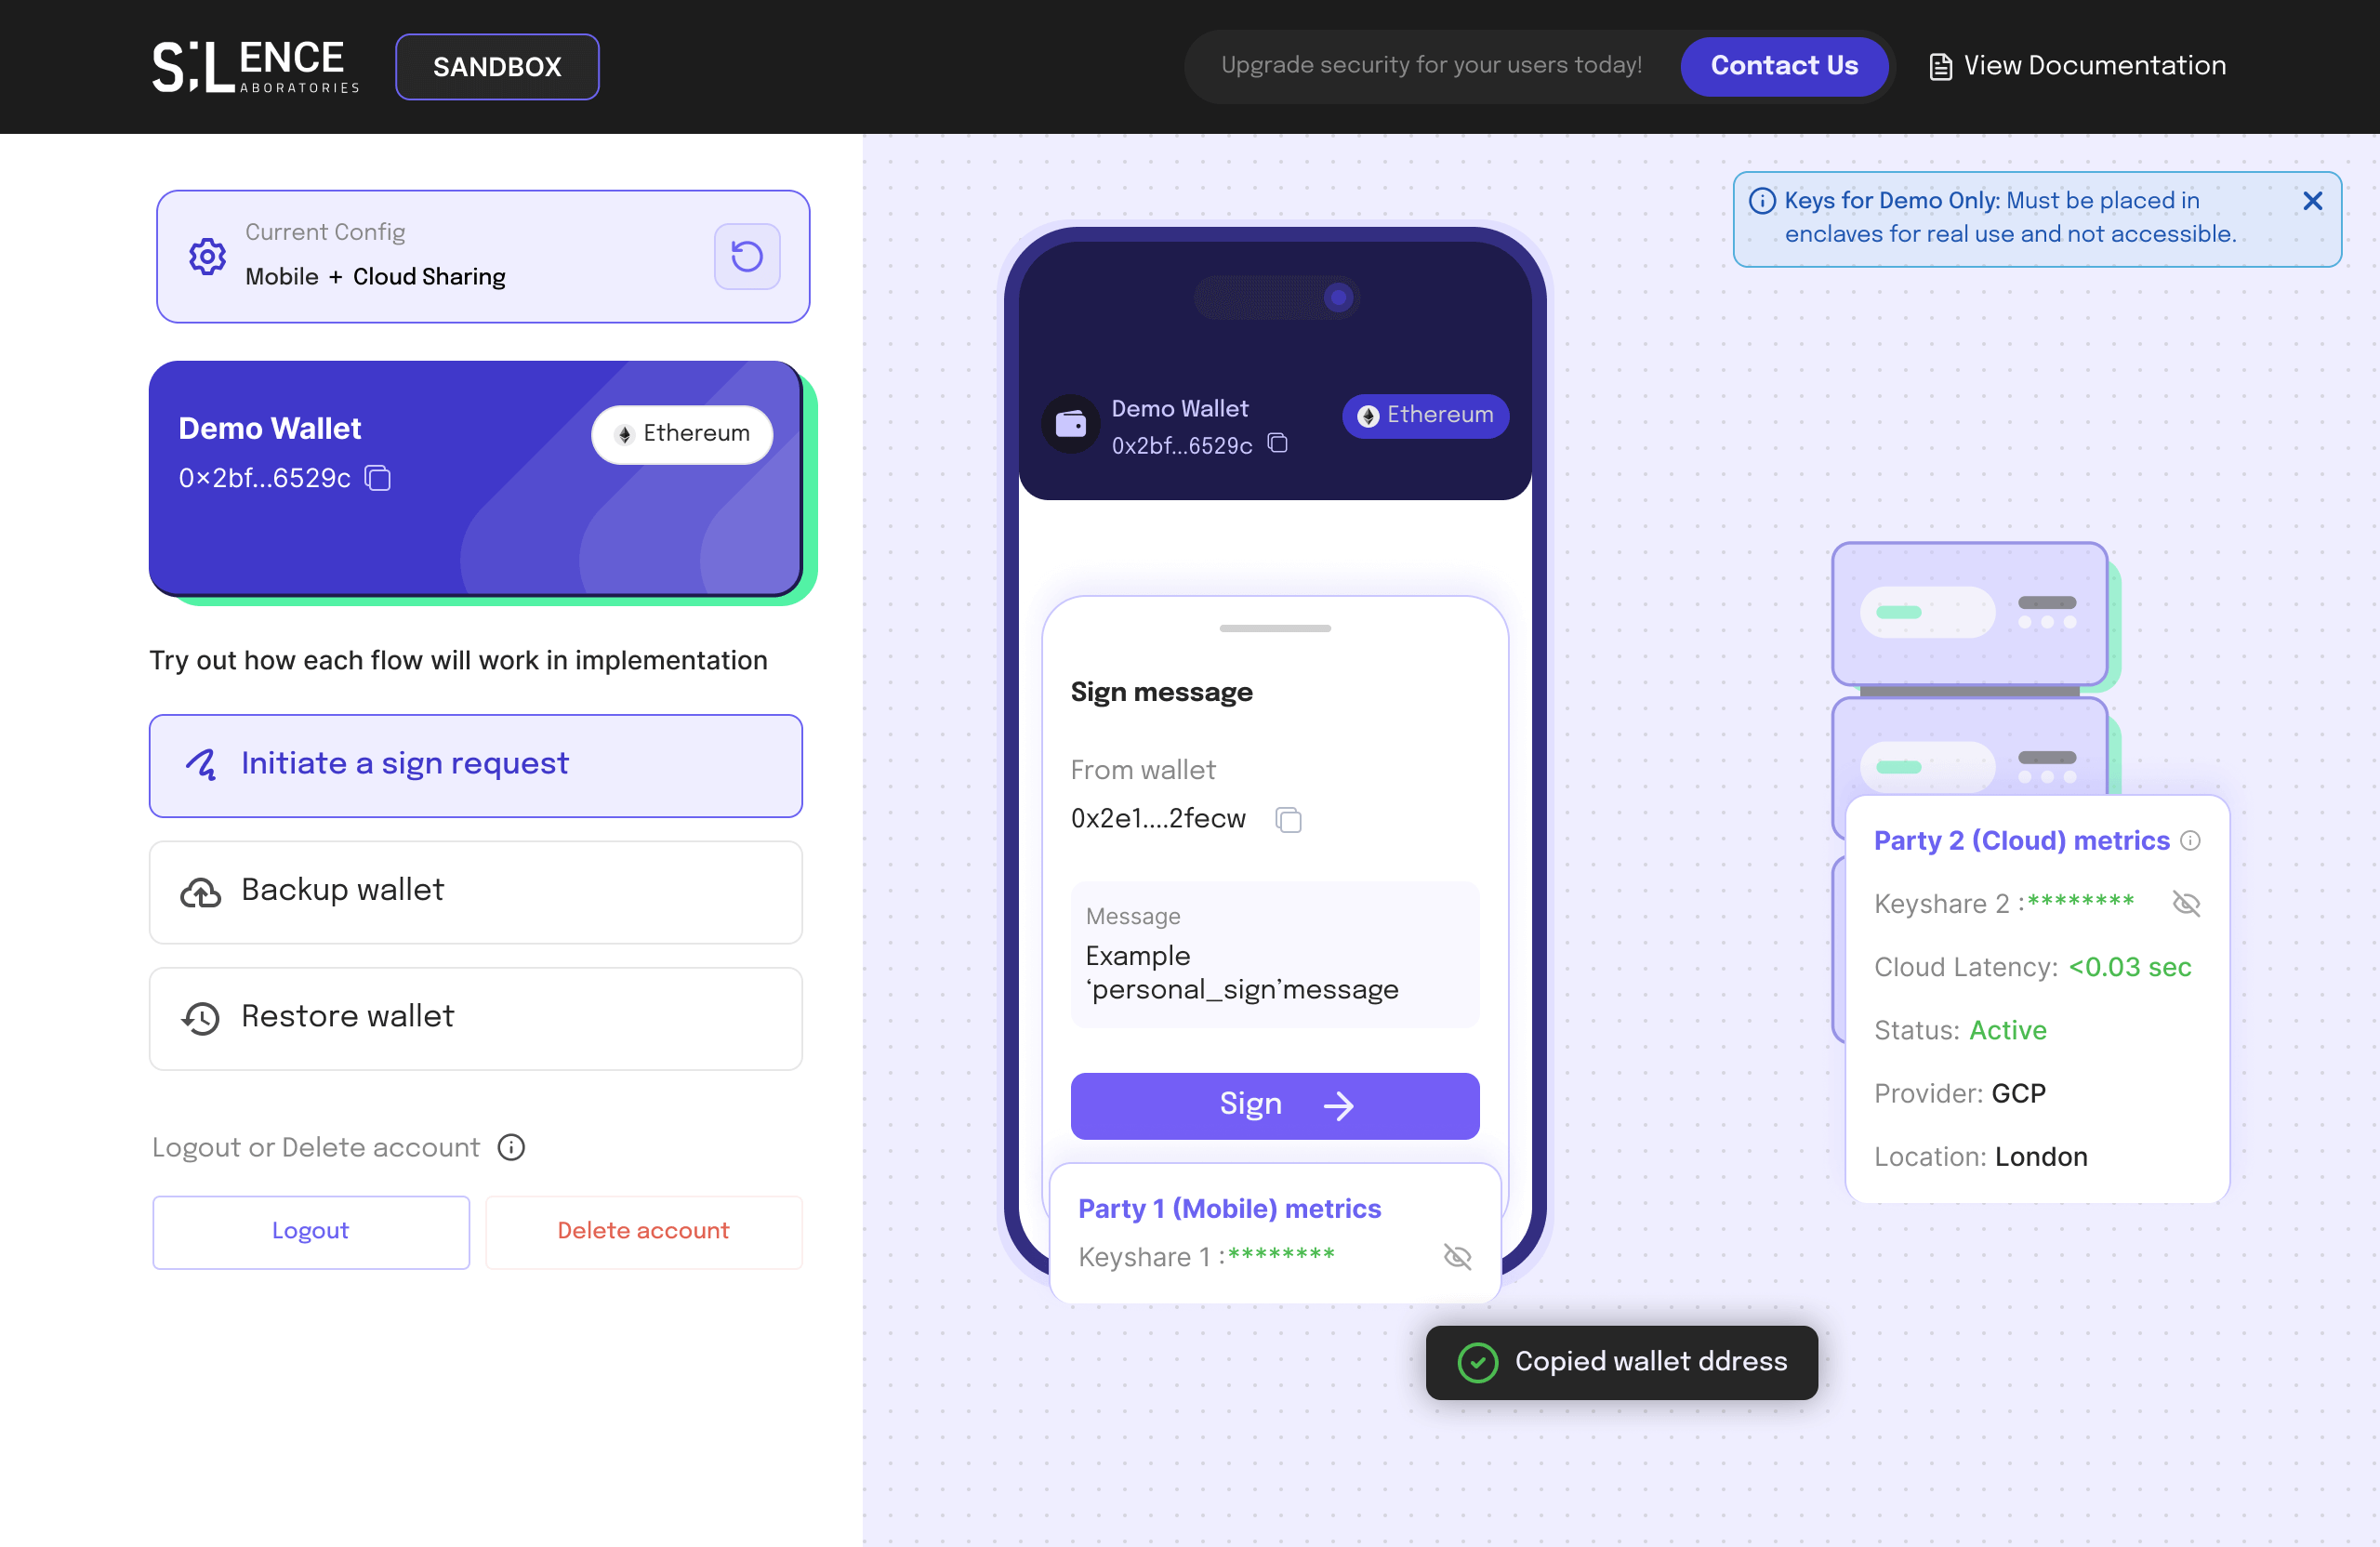 SiLENCE
LABORATORIES
SANDBOX
Upgrade security for your users today!
Contact Us
View Documentation
Current Config
Mobile + Cloud Sharing
Demo Wallet
0×2bf...6529c
Ethereum
Try out how each flow will work in implementation
Initiate a sign request
Backup wallet
Restore wallet
Logout or Delete account
Logout
Delete account
Keys for Demo Only: Must be placed in
enclaves for real use and not accessible.
Demo Wallet
0x2bf...6529c
Ethereum
Sign message
From wallet
0x2e1....2fecw
Message
Example
‘personal_sign’message
Sign
Party 1 (Mobile) metrics
Keyshare 1 :********
Party 2 (Cloud) metrics
Keyshare 2 :********
Cloud Latency: <0.03 sec
Status: Active
Provider: GCP
Location: London
Copied wallet ddress